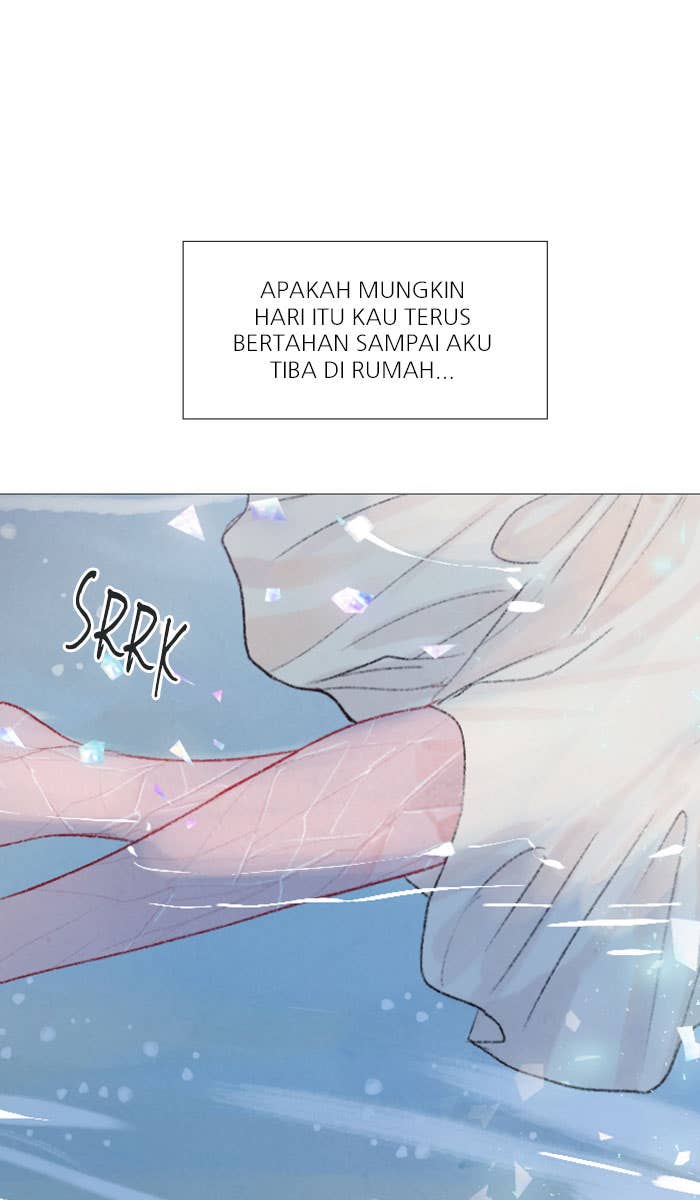 APAKAH MUNGKIN
HARI ITU KAU TERUS
BERTAHAN SAMPAI AKU
TIBA DI RUMAH...
SRRK